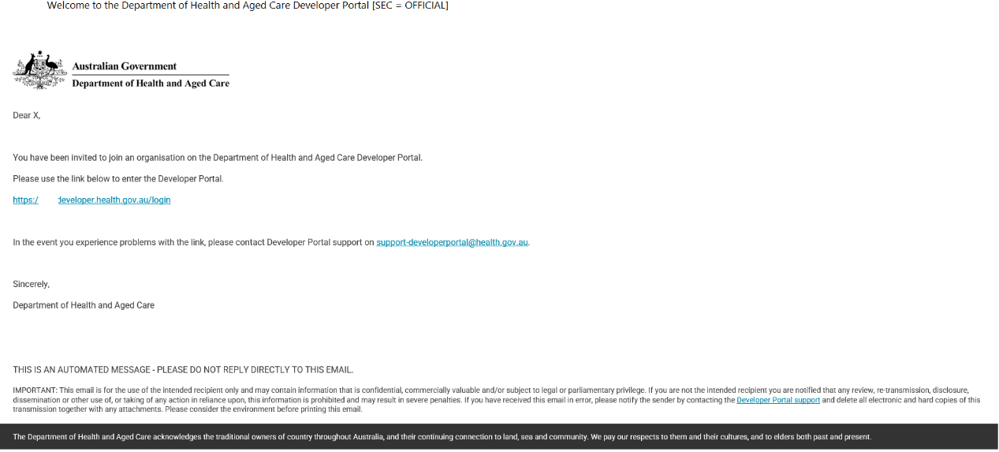 Welcome to the Department of Health and Aged Care Developer Portal [SEC = OFFICIAL]
Australian Government
Department of Health and Aged Care
Dear X,
You have been invited to join an organisation on the Department of Health and Aged Care Developer Portal.
Please use the link below to enter the Developer Portal.
https:/ developer.health.gov.au/login
In the event you experience problems with the link, please contact Developer Portal support on support-developerportal@health.gov.au.
Sincerely,
Department of Health and Aged Care
THIS IS AN AUTOMATED MESSAGE - PLEASE DO NOT REPLY DIRECTLY TO THIS EMAIL.
IMPORTANT: This email is for the use of the intended recipient only and may contain information that is confidential, commercially valuable and/or subject to legal or parliamentary privilege. If you are not the intended recipient you are notified that any review, re-transmission, disclosure,
dissemination or other use of, or taking of any action in reliance upon, this information is prohibited and may result in severe penalties. If you have received this email in error, please notify the sender by contacting the Developer Portal support and delete all electronic and hard copies of this
transmission together with any attachments. Please consider the environment before printing this email.
The Department of Health and Aged Care acknowledges the traditional owners of country throughout Australia, and their continuing connection to land, sea and community. We pay our respects to them and their cultures, and to elders both past and present.